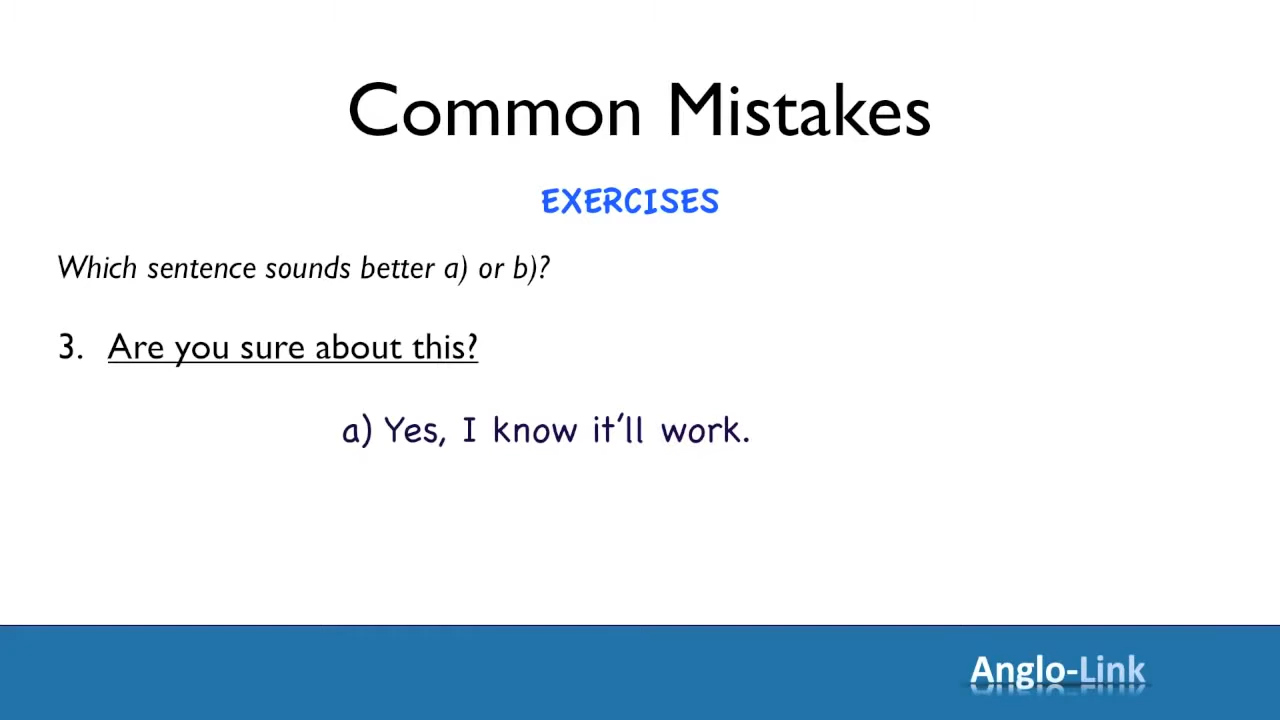 Common Mistakes
EXERCISES
Which sentence sounds better a) or b)?
3. Are you sure about this?
a) Yes, I know it'll work.
Anglo-Link